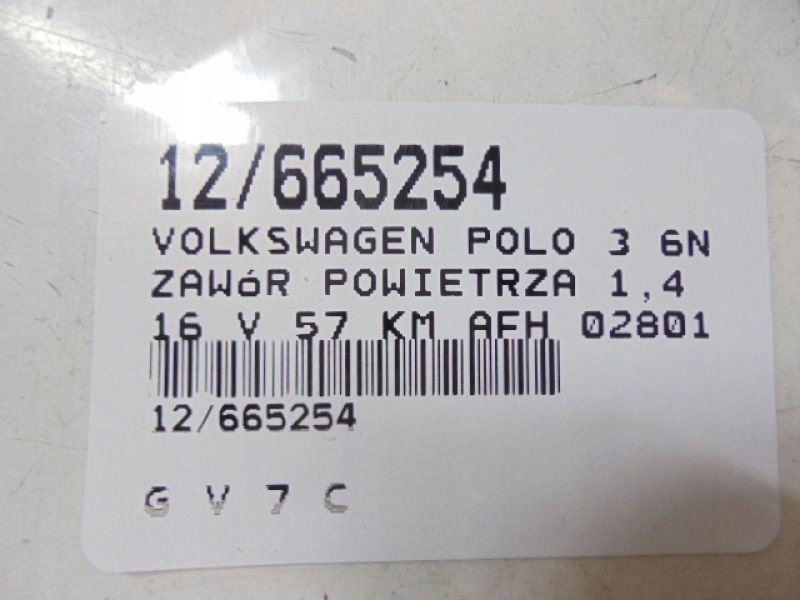 12/665254
VOLKSWAGEN POLO 3 6N
ZAWóR POWIETRZA 1,4
16 V 57 KM AFH 02801
12/665254
G V 7 C